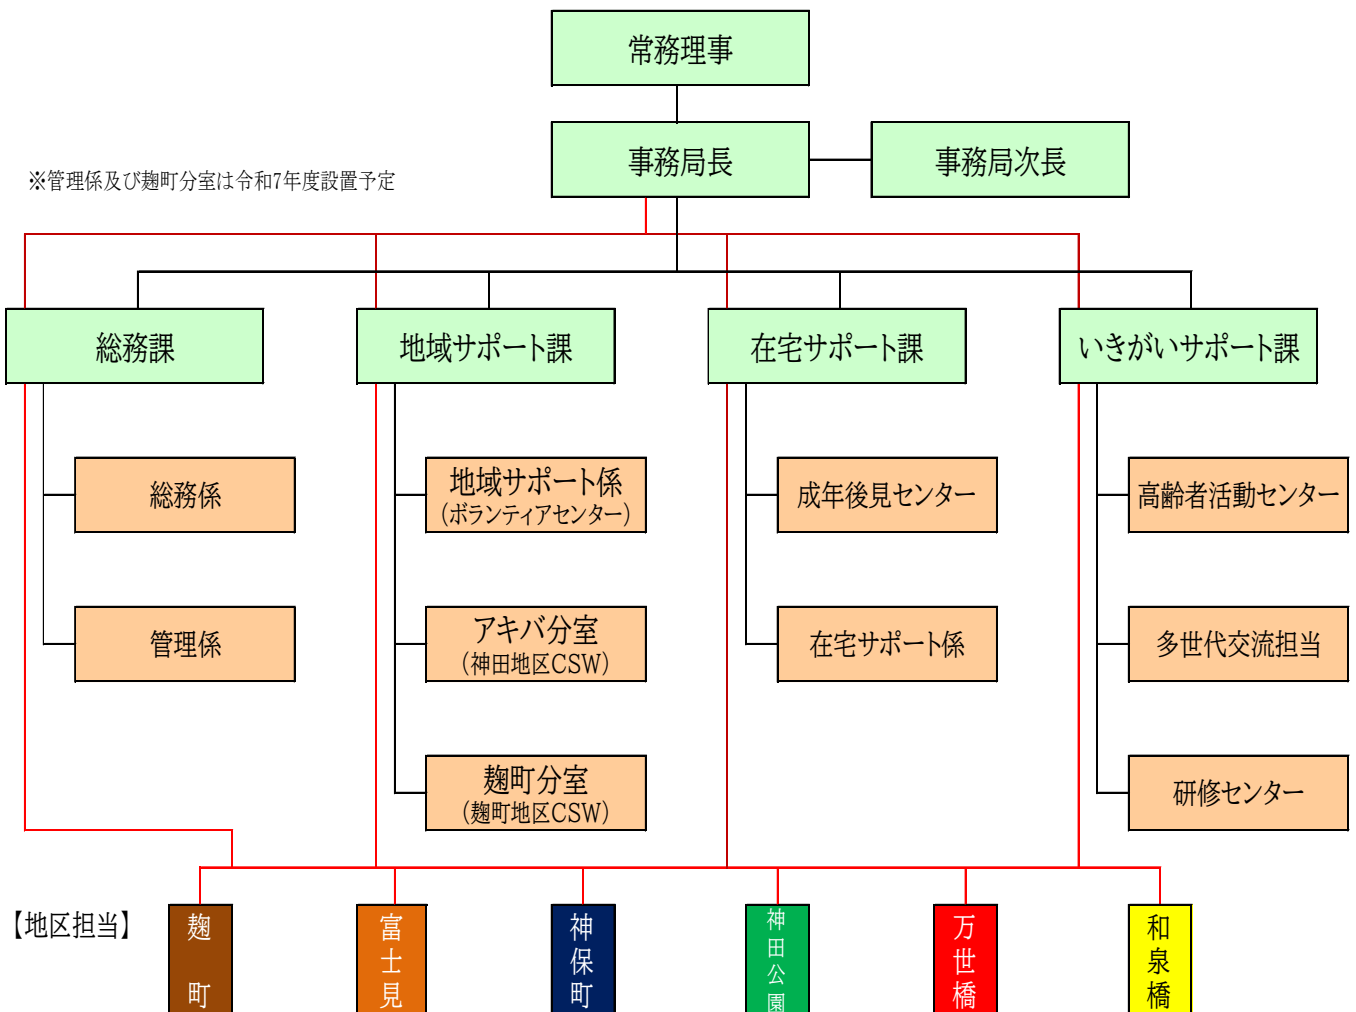 常務理事
事務局長
事務局次長
※管理係及び麹町分室は令和7年度設置予定
総務課
地域サポート課
在宅サポート課
いきがいサポート課
総務係
地域サポート係
(ボランティアセンター)
成年後見センター
高齢者活動センター
管理係
アキバ分室
(神田地区CSW)
在宅サポート係
多世代交流担当
麹町分室
(麹町地区CSW)
研修センター
【地区担当】
麹町
富士見
神保町
神田公園
万世橋
和泉橋